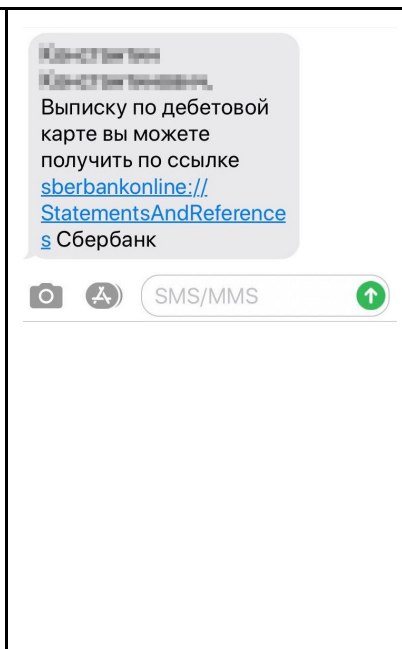 Выписку по дебетовой
карте вы можете
получить по ссылке
sberbankonline://
StatementsAndReference
s Сбербанк
SMS/MMS